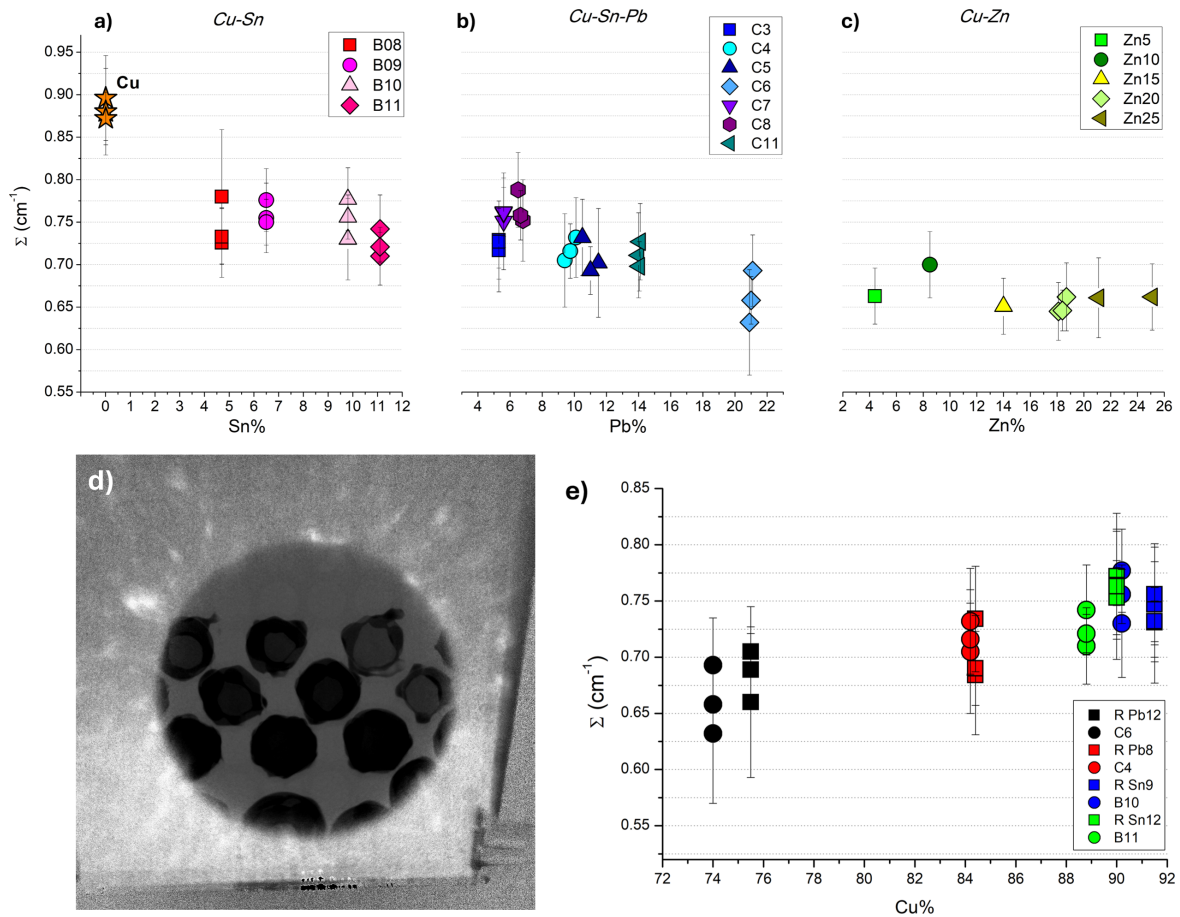 a)
Cu-Sn
b)
Cu-Sn-Pb
c)
Cu-Zn
Σ (cm⁻¹)
0.95
0.90
0.85
0.80
0.75
0.70
0.65
0.60
0.55
Cu
B08
B09
B10
B11
0 1 2 3 4 5 6 7 8 9 10 11 12
Sn%
C3
C4
C5
C6
C7
C8
C11
4 6 8 10 12 14 16 18 20 22
Pb%
Zn5
Zn10
Zn15
Zn20
Zn25
2 4 6 8 10 12 14 16 18 20 22 24 26
Zn%
d)
e)
Σ (cm⁻¹)
0.85
0.80
0.75
0.70
0.65
0.60
0.55
R Pb12
C6
R Pb8
C4
R Sn9
B10
R Sn12
B11
72 74 76 78 80 82 84 86 88 90 92
Cu%